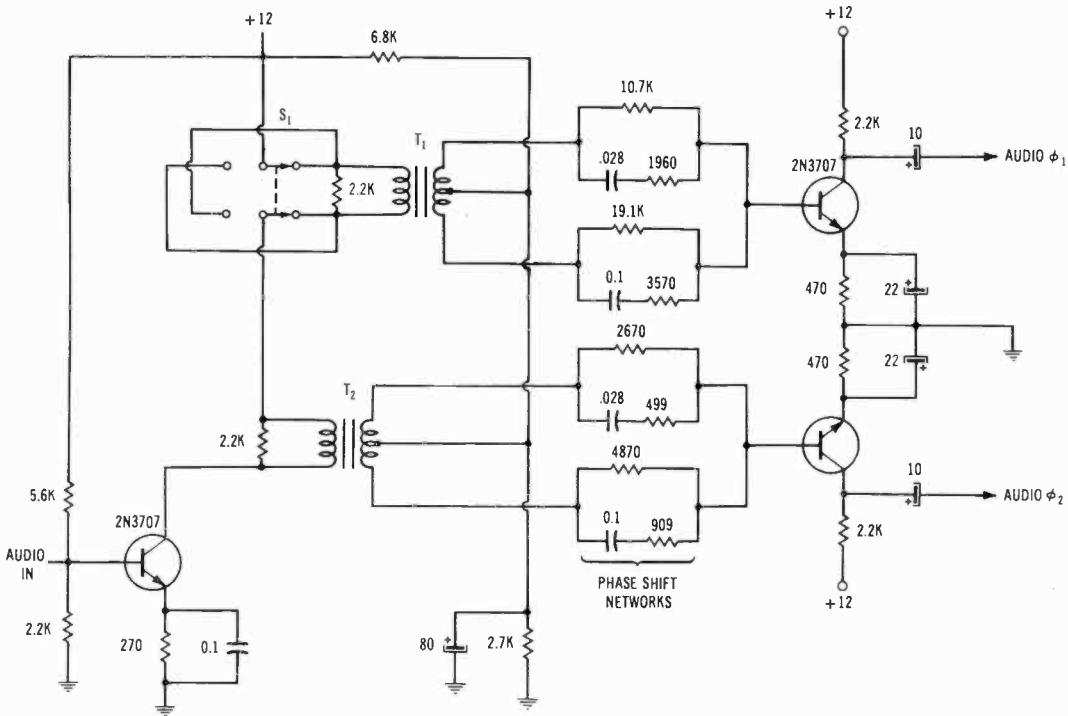 +12
6.8K
+12
S1
T1
10.7K
.028
1960
2.2K
2.2K
10
AUDIO ϕ1
2N3707
19.1K
0.1
3570
470
22
2670
T2
.028
499
470
22
2.2K
4870
10
AUDIO ϕ2
5.6K
2N3707
0.1
909
2.2K
AUDIO IN
PHASE SHIFT
NETWORKS
+12
2.2K
270
0.1
80
2.7K